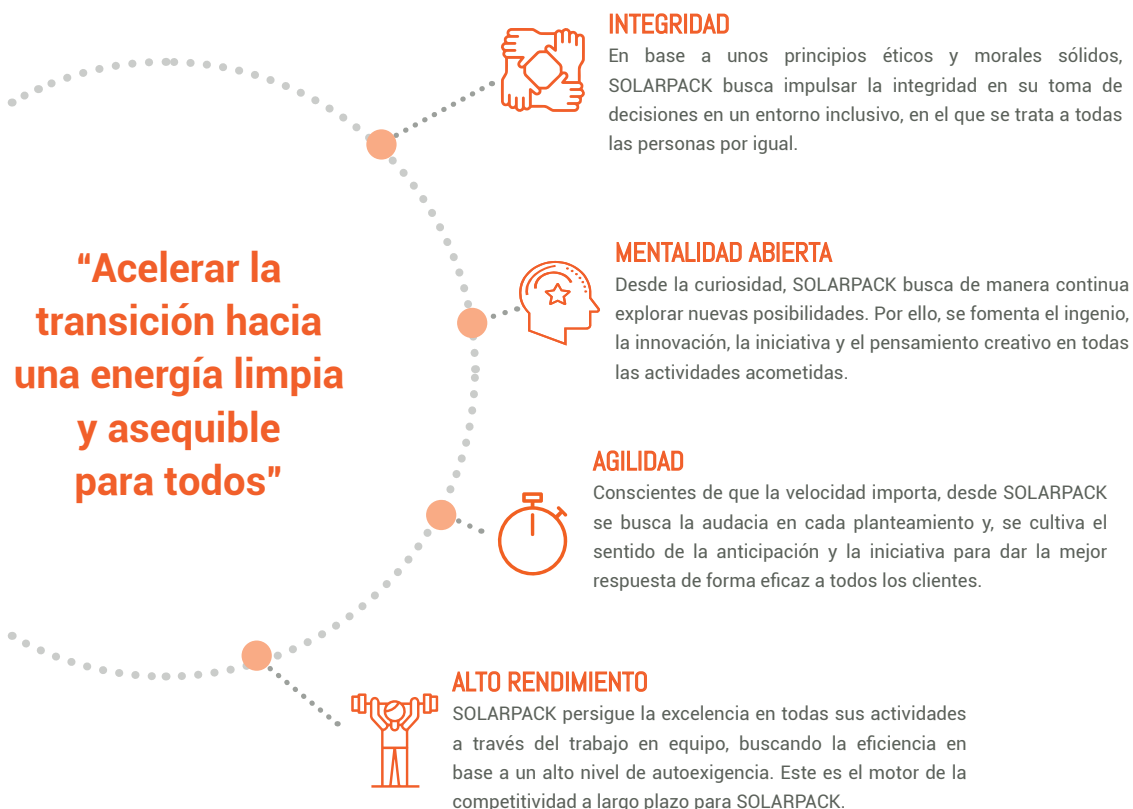 INTEGRIDAD
En base a unos principios éticos y morales sólidos,
SOLARPACK busca impulsar la integridad en su toma de
decisiones en un entorno inclusivo, en el que se trata a todas
las personas por igual.
“Acelerar la
transición hacia
una energía limpia
y asequible
para todos”
MENTALIDAD ABIERTA
Desde la curiosidad, SOLARPACK busca de manera continua
explorar nuevas posibilidades. Por ello, se fomenta el ingenio,
la innovación, la iniciativa y el pensamiento creativo en todas
las actividades acometidas.
AGILIDAD
Conscientes de que la velocidad importa, desde SOLARPACK
se busca la audacia en cada planteamiento y, se cultiva el
sentido de la anticipación y la iniciativa para dar la mejor
respuesta de forma eficaz a todos los clientes.
ALTO RENDIMIENTO
SOLARPACK persigue la excelencia en todas sus actividades
a través del trabajo en equipo, buscando la eficiencia en
base a un alto nivel de autoexigencia. Este es el motor de la
competitividad a largo plazo para SOLARPACK.